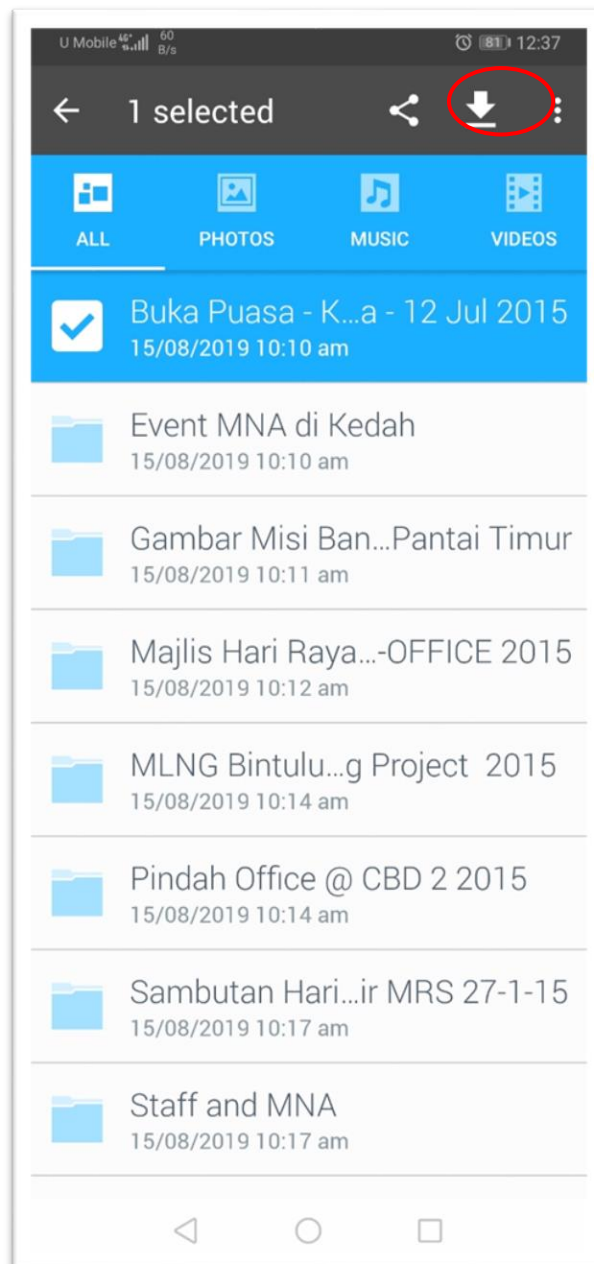 U Mobile 4G+ 60 B/s 81 12:37
1 selected
ALL PHOTOS MUSIC VIDEOS
Buka Puasa - K...a - 12 Jul 2015
15/08/2019 10:10 am
Event MNA di Kedah
15/08/2019 10:10 am
Gambar Misi Ban...Pantai Timur
15/08/2019 10:11 am
Majlis Hari Raya...-OFFICE 2015
15/08/2019 10:12 am
MLNG Bintulu...g Project 2015
15/08/2019 10:14 am
Pindah Office @ CBD 2 2015
15/08/2019 10:14 am
Sambutan Hari...ir MRS 27-1-15
15/08/2019 10:17 am
Staff and MNA
15/08/2019 10:17 am